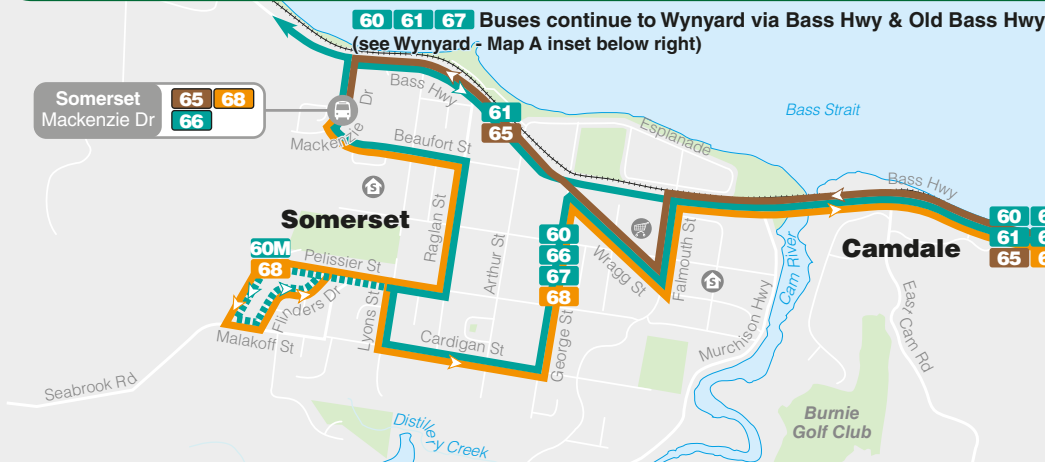 60 61 67 Buses continue to Wynyard via Bass Hwy & Old Bass Hwy
(see Wynyard - Map A inset below right)
Somerset
Mackenzie Dr
65 68
66
Mackenzie Dr
Bass Hwy
Beaufort St
61
65
Esplanade
Bass Strait
Bass Hwy
60
61
65
Camdale
S
Somerset
Raglan St
Arthur St
60
66
67
68
Wragg St
Falmouth St
S
Cam River
60M
68
Pelissier St
Flinders Dr
Malakoff St
Lyons St
Cardigan St
George St
Murchison Hwy
East Cam Rd
Seabrook Rd
Distillery Creek
Burnie
Golf Club